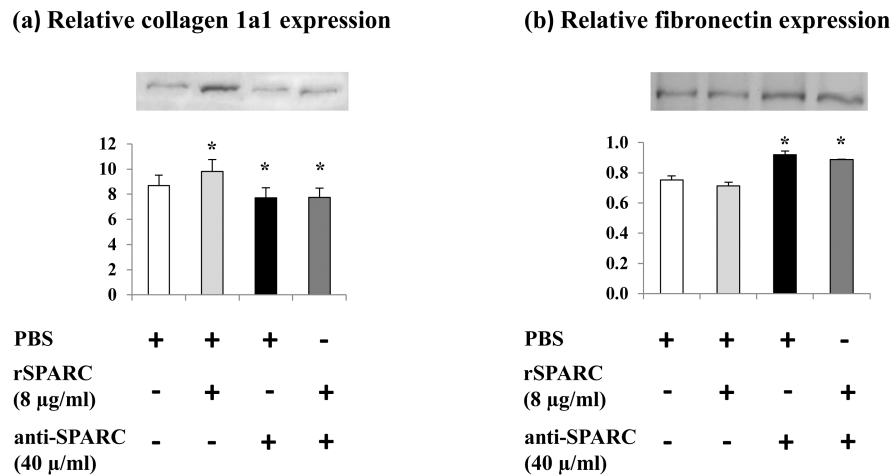 (a) Relative collagen 1a1 expression
(b) Relative fibronectin expression
12
10
8
6
4
2
0
* * *
1.0
0.8
0.6
0.4
0.2
0.0
* *
PBS + + + -
rSPARC
(8 µg/ml) - + - +
anti-SPARC - - + +
(40 µ/ml)
PBS + + + -
rSPARC
(8 µg/ml) - + - +
anti-SPARC - - + +
(40 µ/ml)